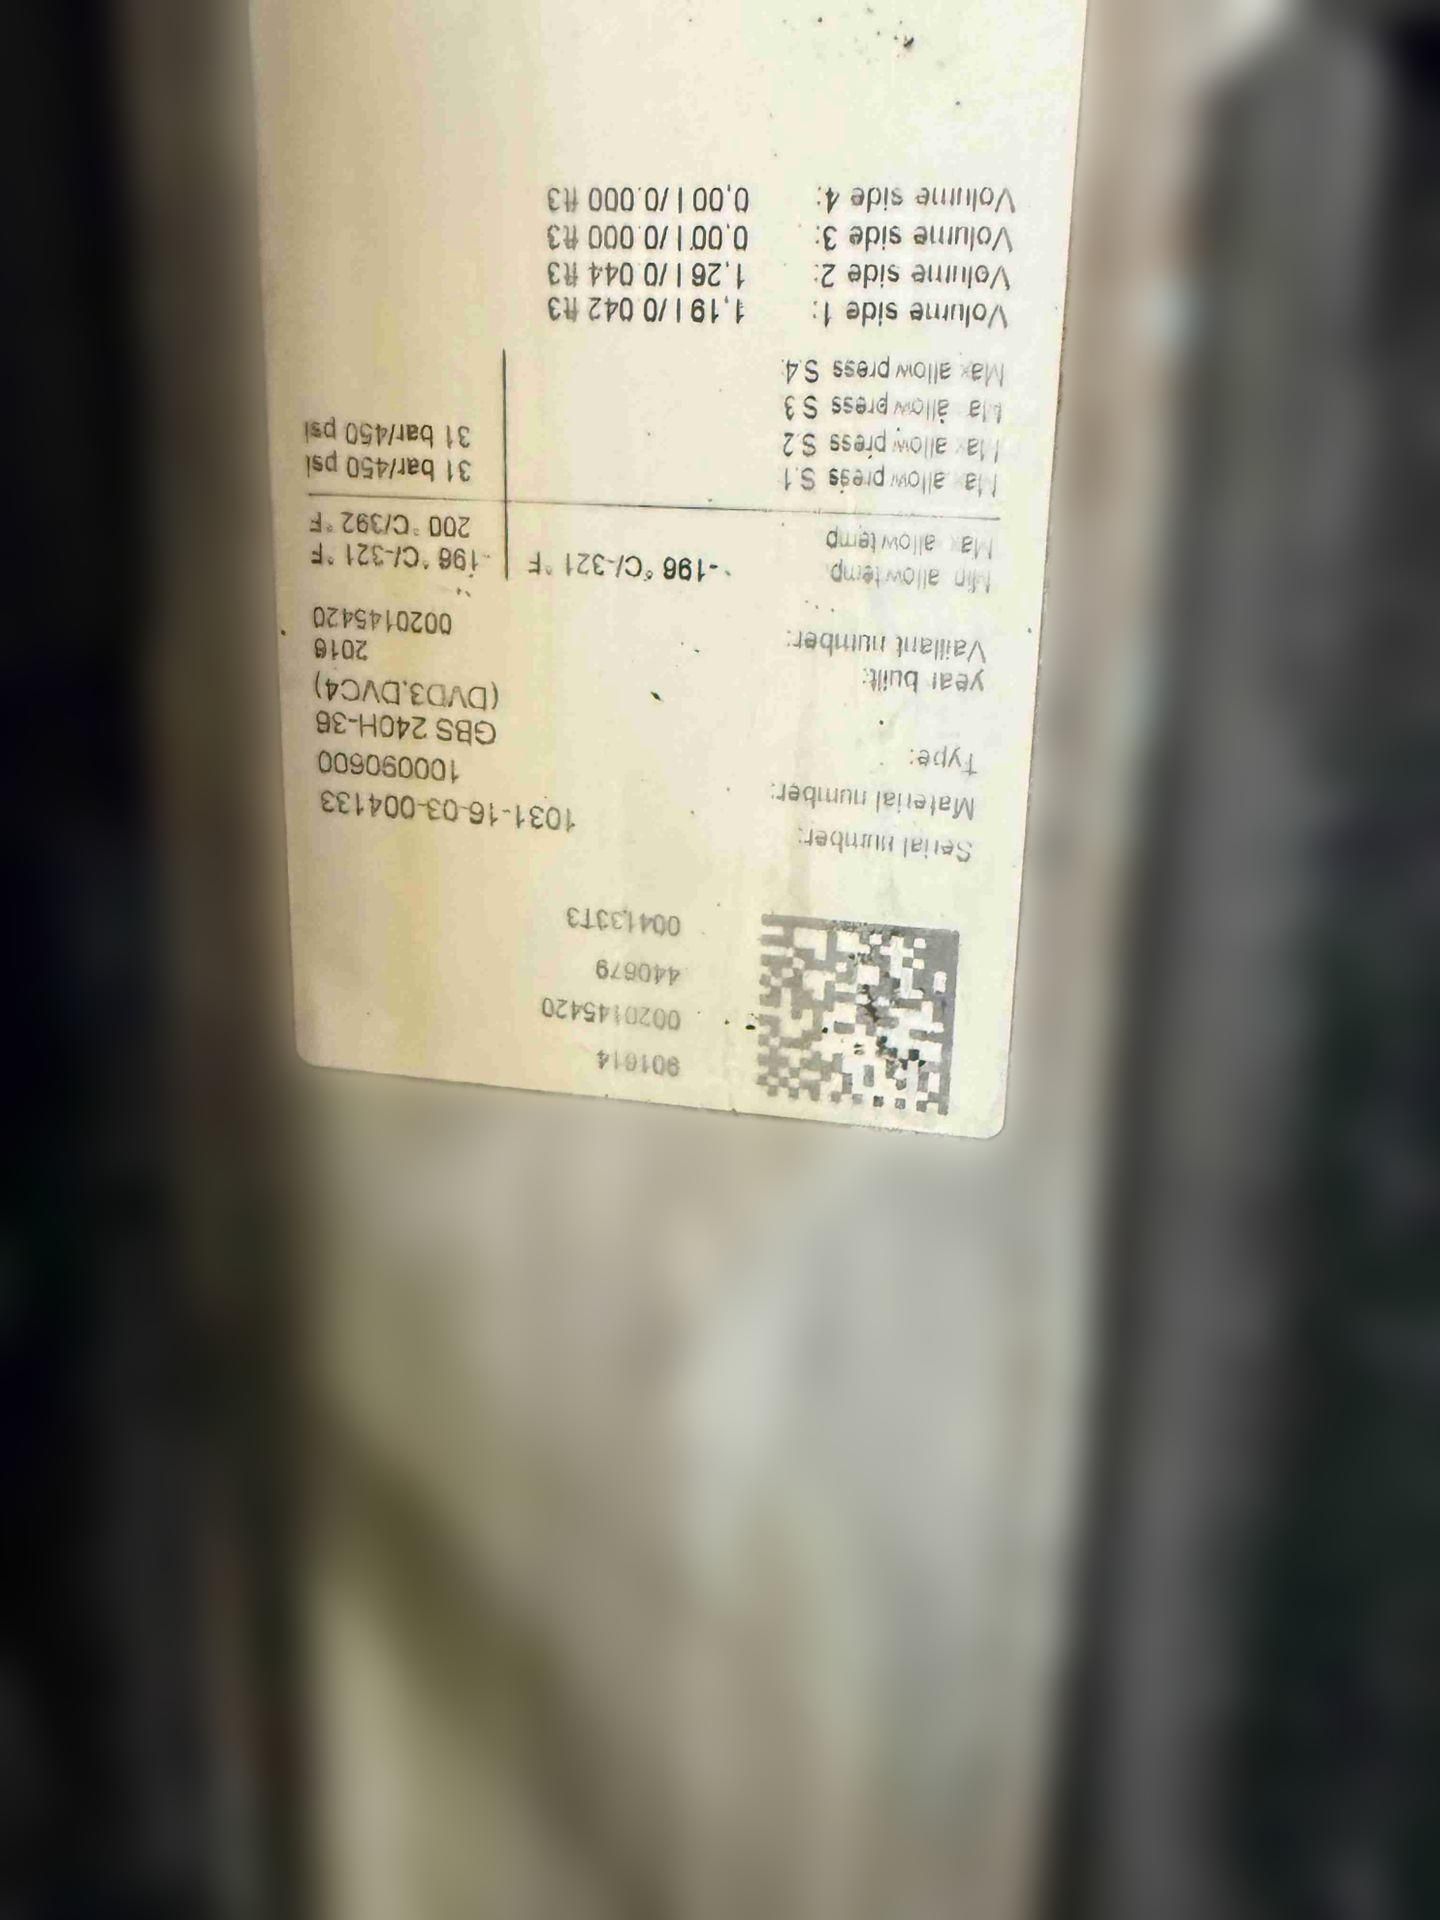 901614
0020145420
440679
004133T3
Serial number: 1031-16-03-004133
Material number: 100090600
Type: GBS 240H-36
(DVD3.DVC4)
year built: 2016
Vaillant number: 0020145420
Min allow temp -196 °C/-321 °F -196 °C/-321 °F
Max allow temp 200 °C/392 °F
Max allow press S.1 31 bar/450 psi
Max allow press S.2 31 bar/450 psi
Max allow press S.3
Max allow press S.4
Volume side 1: 1,19 l/0.042 ft3
Volume side 2: 1,26 l/0.044 ft3
Volume side 3: 0,00 l/0.000 ft3
Volume side 4: 0,00 l/0.000 ft3